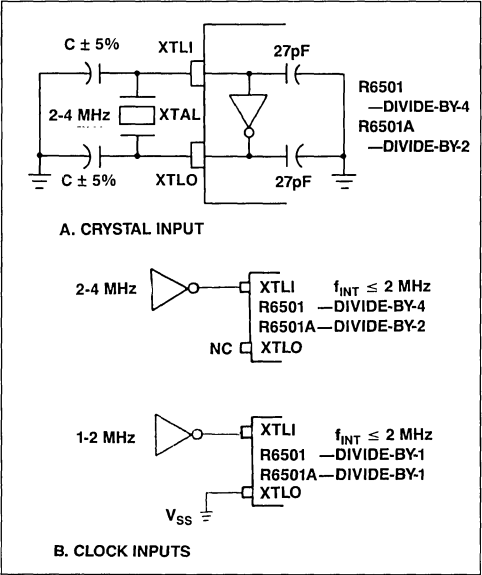 C ± 5%
XTLI
27pF
2-4 MHz
XTAL
R6501
—DIVIDE-BY-4
R6501A
—DIVIDE-BY-2
C ± 5%
XTLO
27pF
A. CRYSTAL INPUT
2-4 MHz
XTLI
fINT ≤ 2 MHz
R6501 —DIVIDE-BY-4
R6501A—DIVIDE-BY-2
NC
XTLO
1-2 MHz
XTLI
fINT ≤ 2 MHz
R6501 —DIVIDE-BY-1
R6501A—DIVIDE-BY-1
XTLO
VSS
B. CLOCK INPUTS